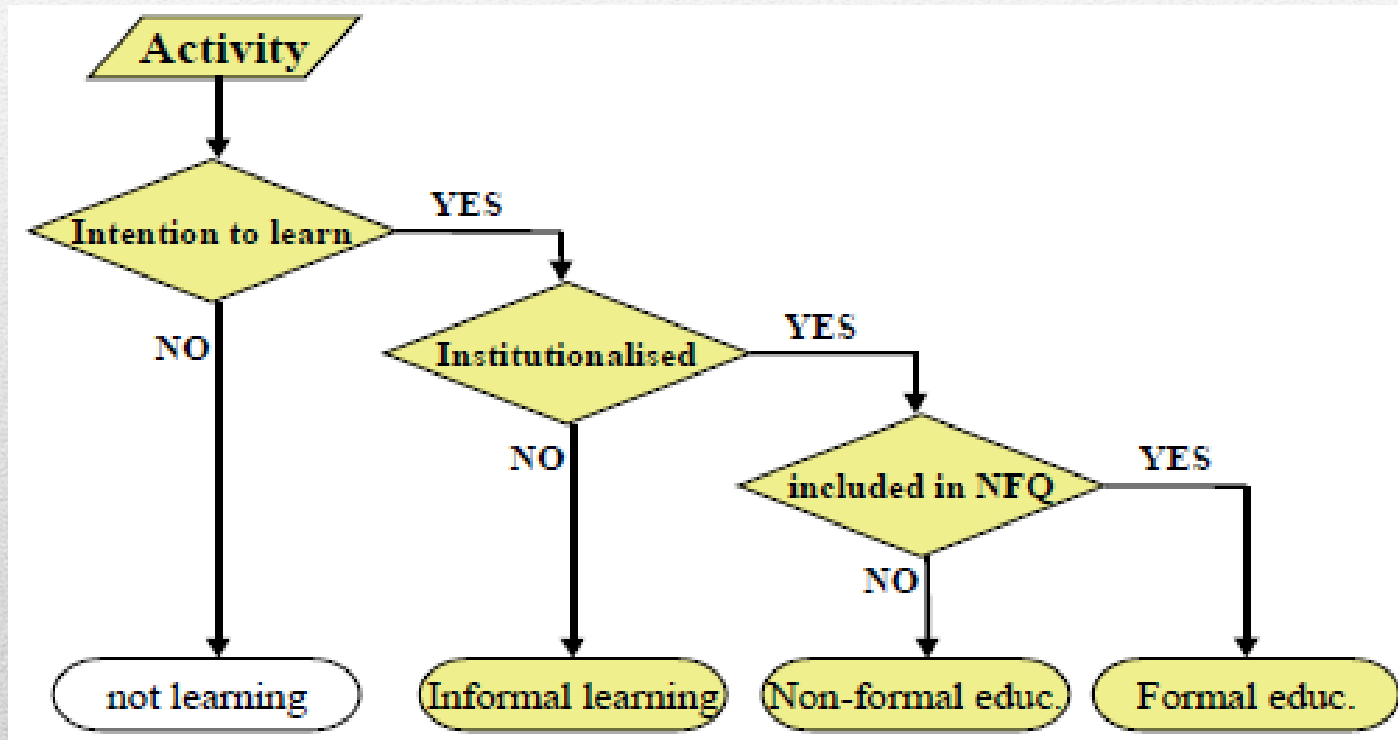 Activity
YES
Intention to learn
YES
NO
Institutionalised
YES
NO
included in NFQ
NO
not learning
Informal learning
Non-formal educ.
Formal educ.